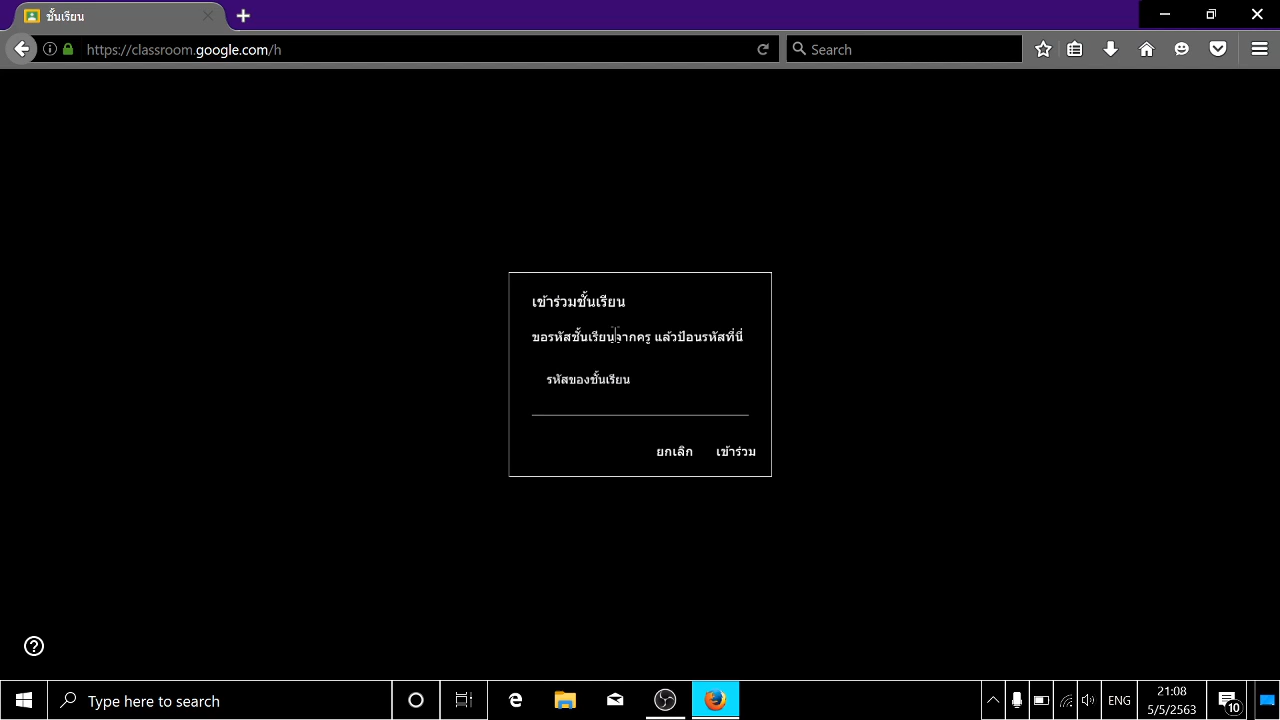 ชั้นเรียน
https://classroom.google.com/h
Search
เข้าร่วมชั้นเรียน
ขอรหัสชั้นเรียนจากครู แล้วป้อนรหัสที่นี่
รหัสของชั้นเรียน
ยกเลิก เข้าร่วม
Type here to search
ENG
21:08
5/5/2563
10